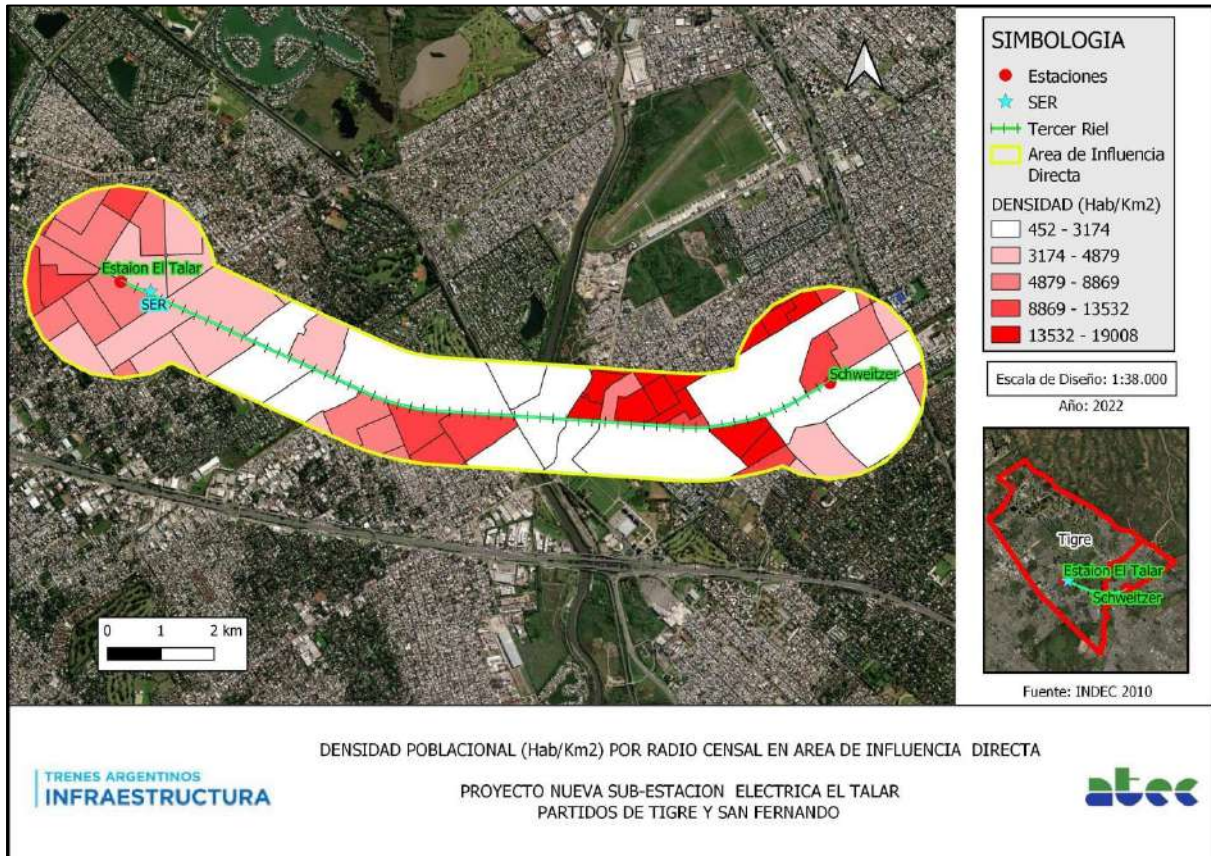 SIMBOLOGIA
Estaciones
SER
Tercer Riel
Area de Influencia
Directa
DENSIDAD (Hab/Km2)
452 - 3174
3174 - 4879
4879 - 8869
8869 - 13532
13532 - 19008
Escala de Diseño: 1:38.000
Año: 2022
Estaion El Talar
SER
Schweitzer
0 1 2 km
Tigre
Estaion El Talar
Schweitzer
Fuente: INDEC 2010
DENSIDAD POBLACIONAL (Hab/Km2) POR RADIO CENSAL EN AREA DE INFLUENCIA DIRECTA
PROYECTO NUEVA SUB-ESTACION ELECTRICA EL TALAR
PARTIDOS DE TIGRE Y SAN FERNANDO
TRENES ARGENTINOS
INFRAESTRUCTURA
atec